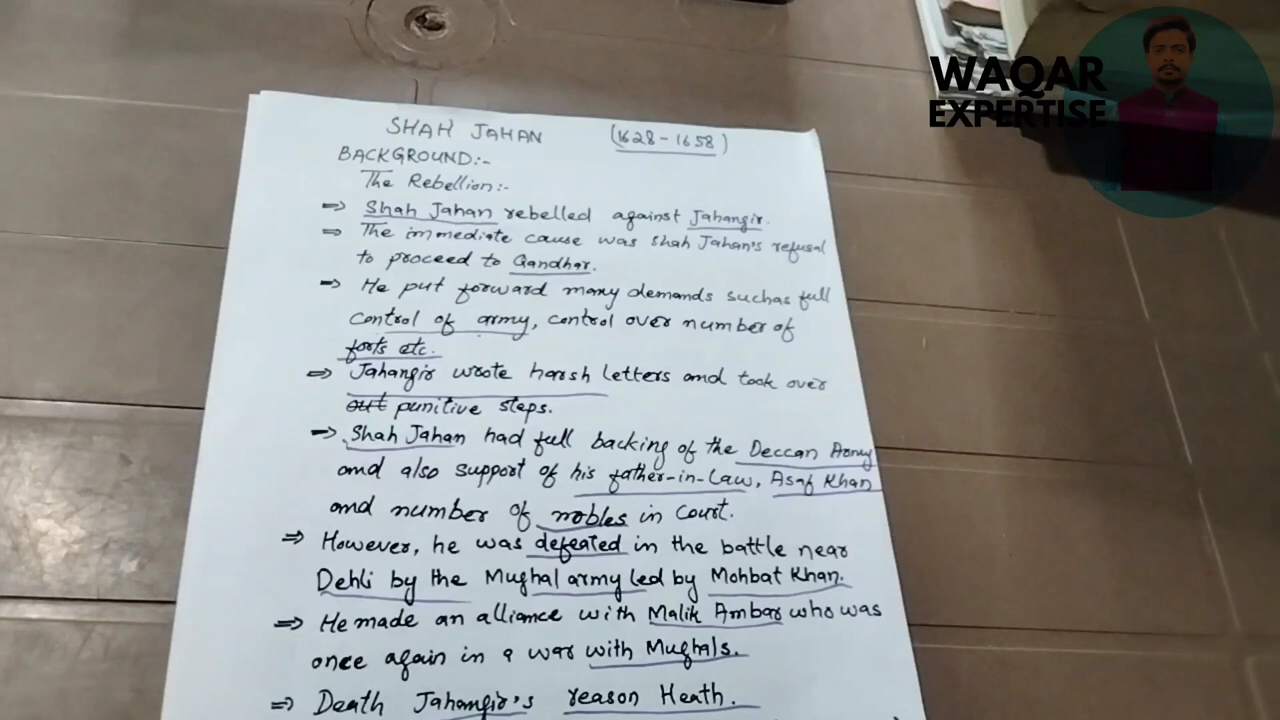 WAQAR
EXPERTISE
SHAH JAHAN (1628-1658)
BACKGROUND:-
The Rebellion:-
⇒ Shah Jahan rebelled against Jahangir.
⇒ The immediate cause was Shah Jahan's refusal
to proceed to Qandhar.
⇒ He put forward many demands suchas full
control of army, control over number of
forts etc.
⇒ Jahangir wrote harsh letters and took over
out punitive steps.
⇒ Shah Jahan had full backing of the Deccan Army
and also support of his father-in-Law, Asaf Khan
and number of nobles in court.
⇒ However, he was defeated in the battle near
Dehli by the Mughal army led by Mohbat Khan.
⇒ He made an alliance with Malik Ambar who was
once again in a war with Mughals.
⇒ Death Jahangir's reason Heath.